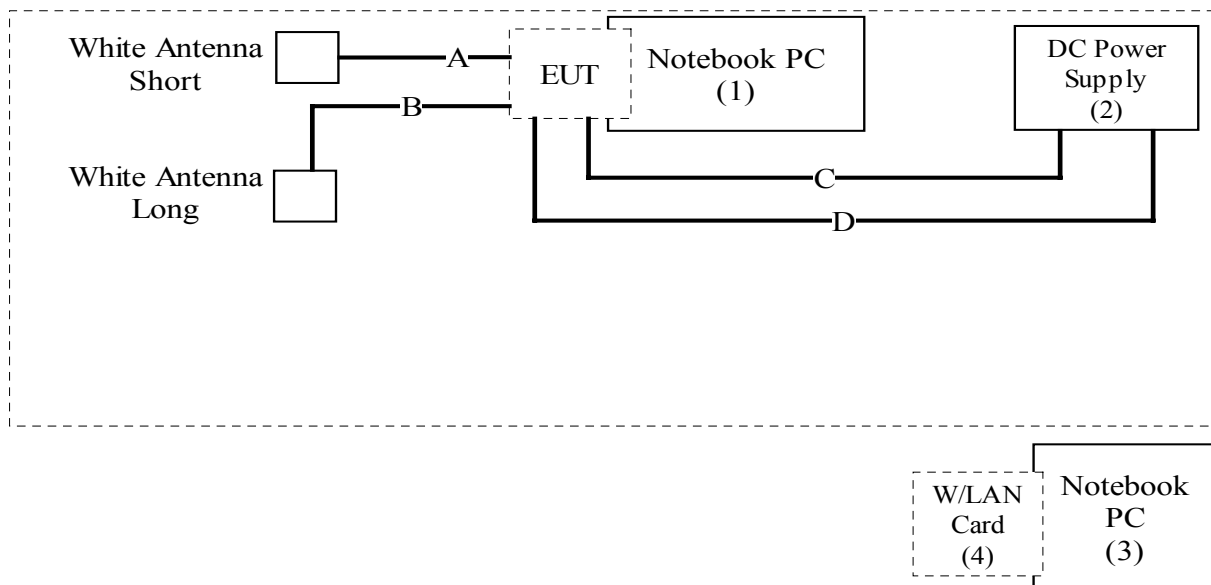 White Antenna
Short
A
EUT
Notebook PC
(1)
DC Power
Supply
(2)
B
White Antenna
Long
C
D
W/LAN
Card
(4)
Notebook
PC
(3)